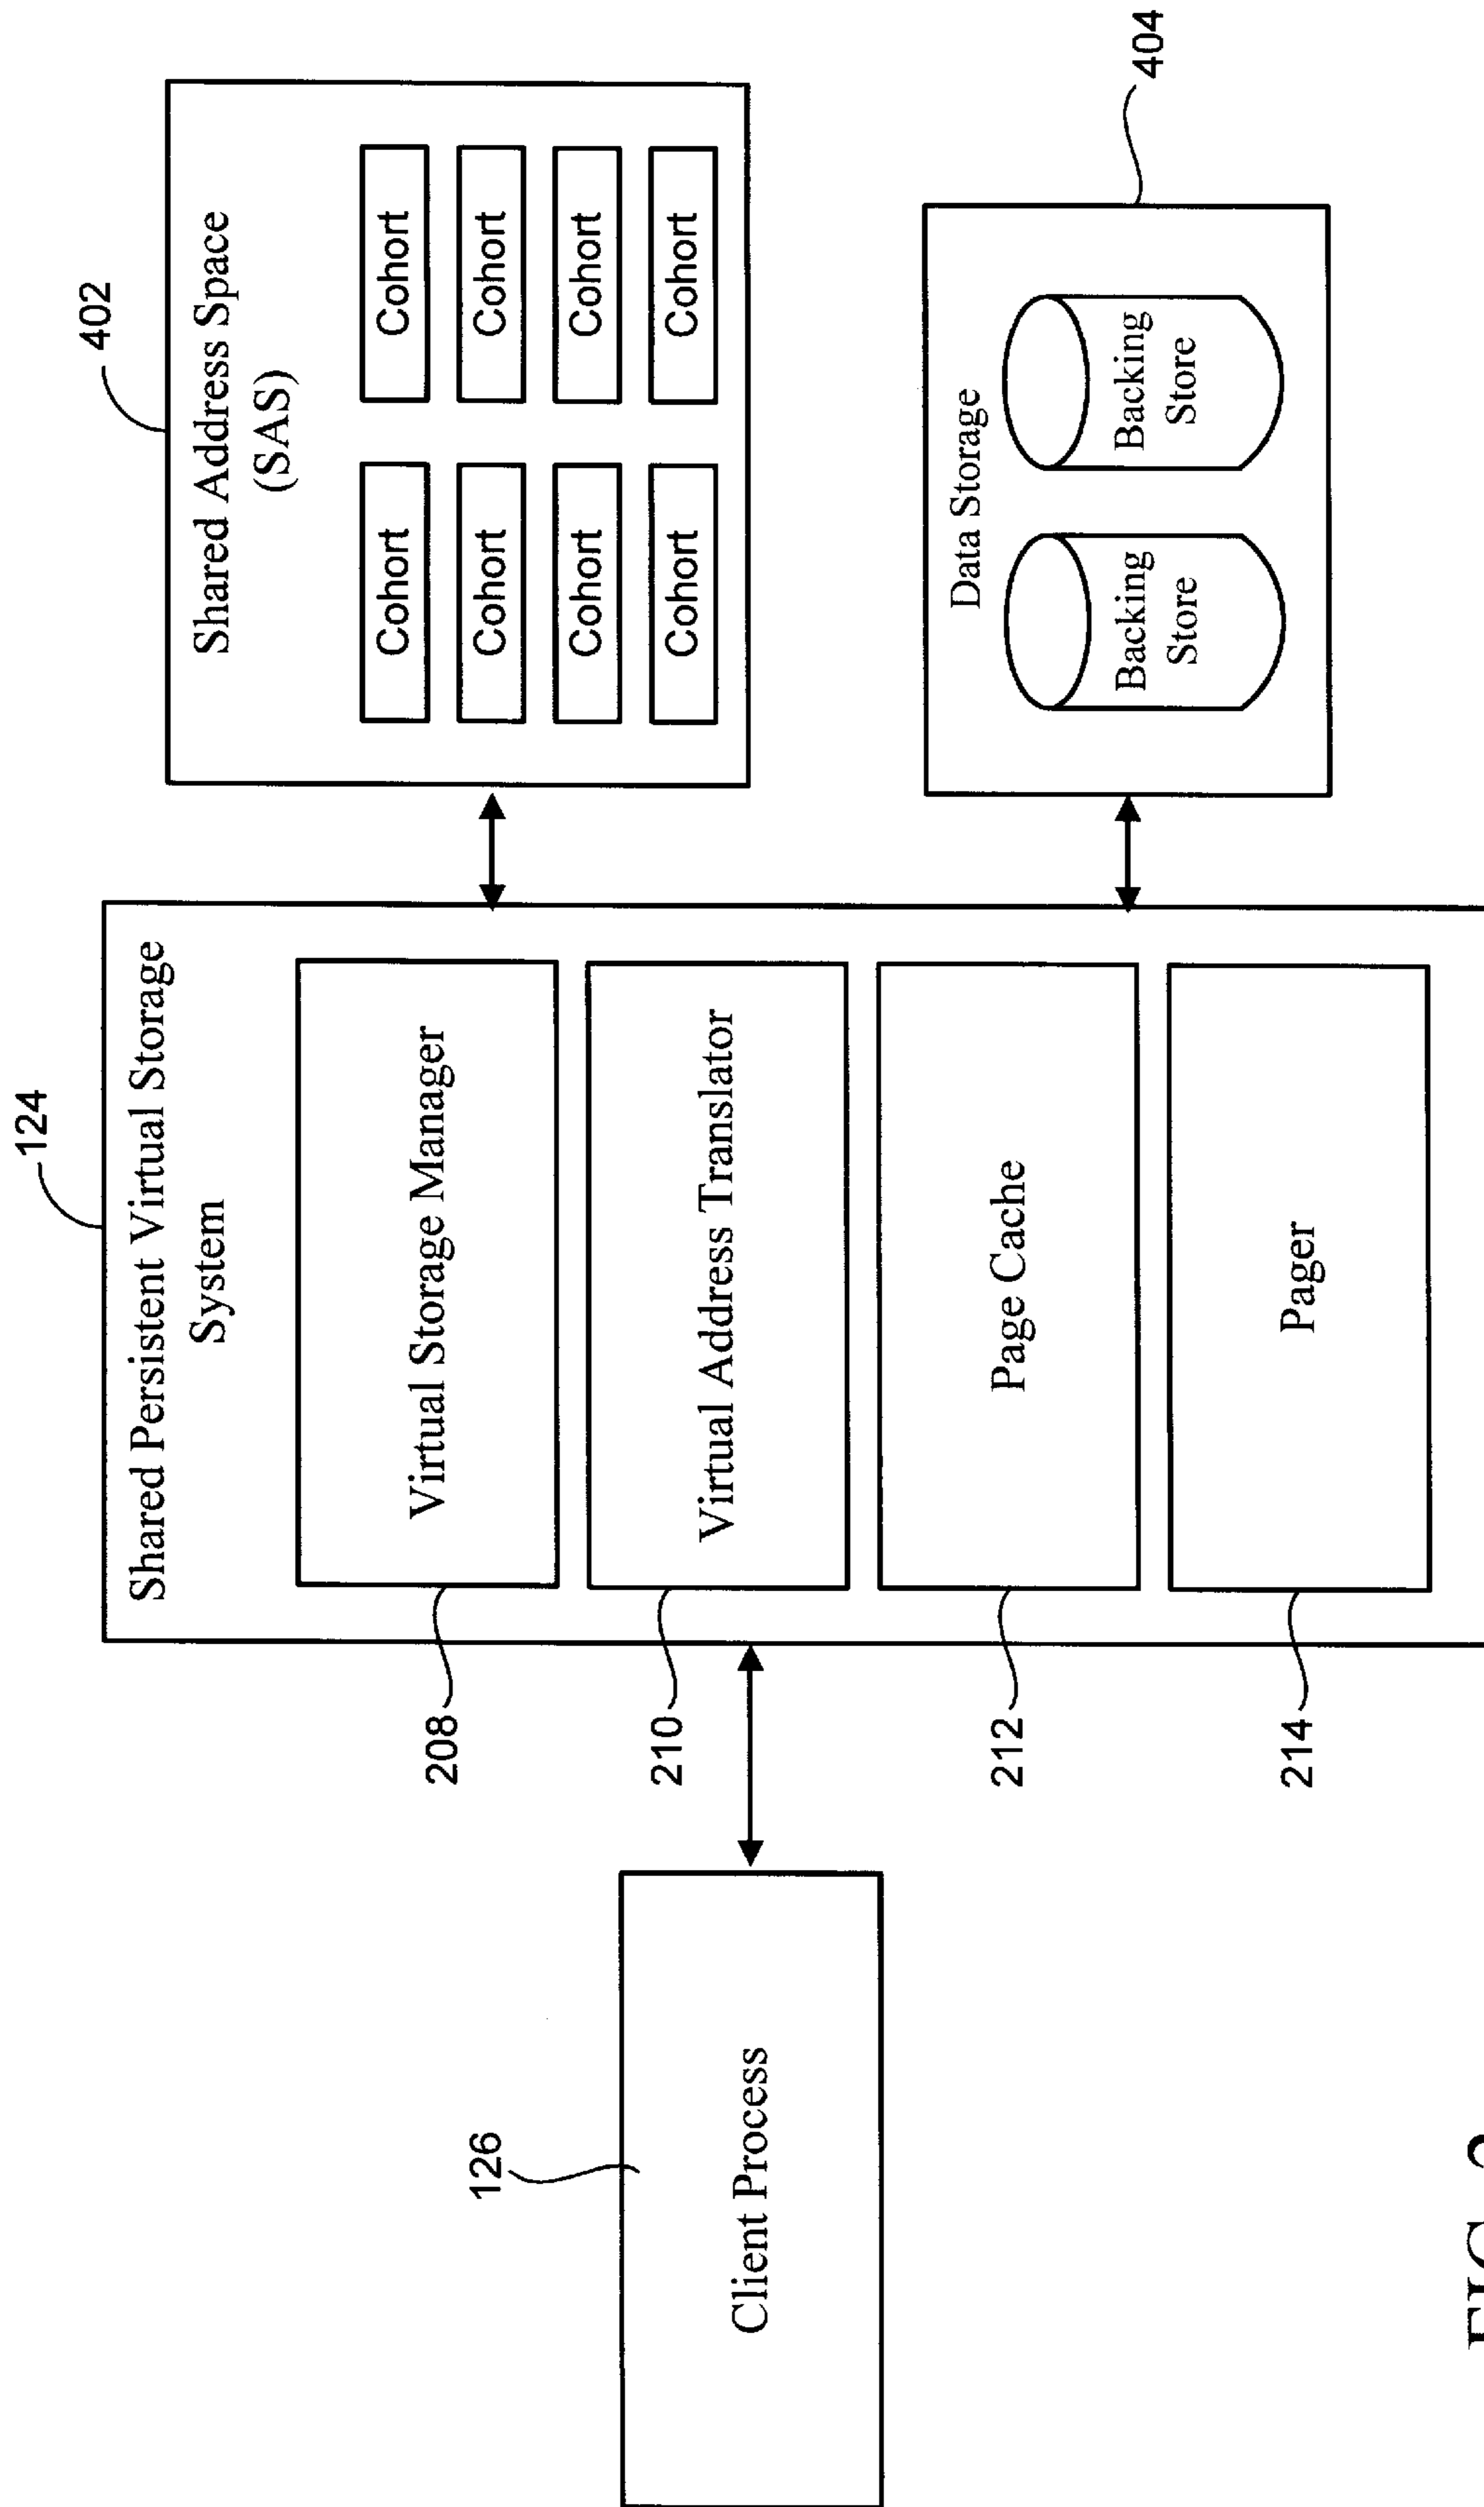 124
Shared Persistent Virtual Storage
System
208
Virtual Storage Manager
210
Virtual Address Translator
212
Page Cache
214
Pager
126
Client Process
402
Shared Address Space
(SAS)
Cohort
Cohort
Cohort
Cohort
Cohort
Cohort
Cohort
Cohort
404
Data Storage
Backing
Store
Backing
Store